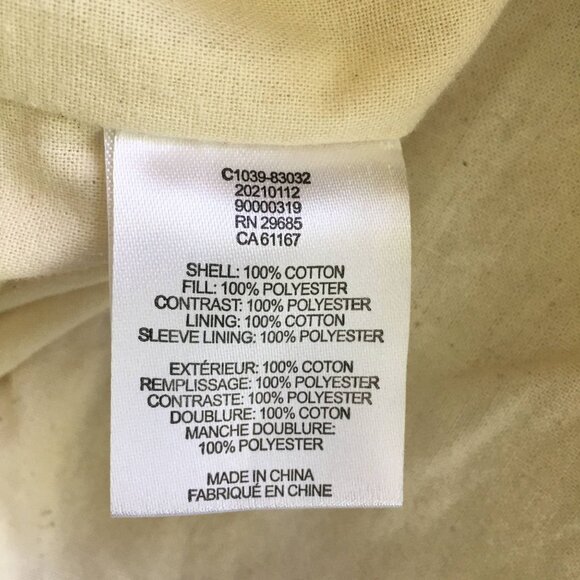 C1039-83032
20210112
90000319
RN 29685
CA 61167
SHELL: 100% COTTON
FILL: 100% POLYESTER
CONTRAST: 100% POLYESTER
LINING: 100% COTTON
SLEEVE LINING: 100% POLYESTER
EXTÉRIEUR: 100% COTON
REMPLISSAGE: 100% POLYESTER
CONTRASTE: 100% POLYESTER
DOUBLURE: 100% COTON
MANCHE DOUBLURE:
100% POLYESTER
MADE IN CHINA
FABRIQUÉ EN CHINE